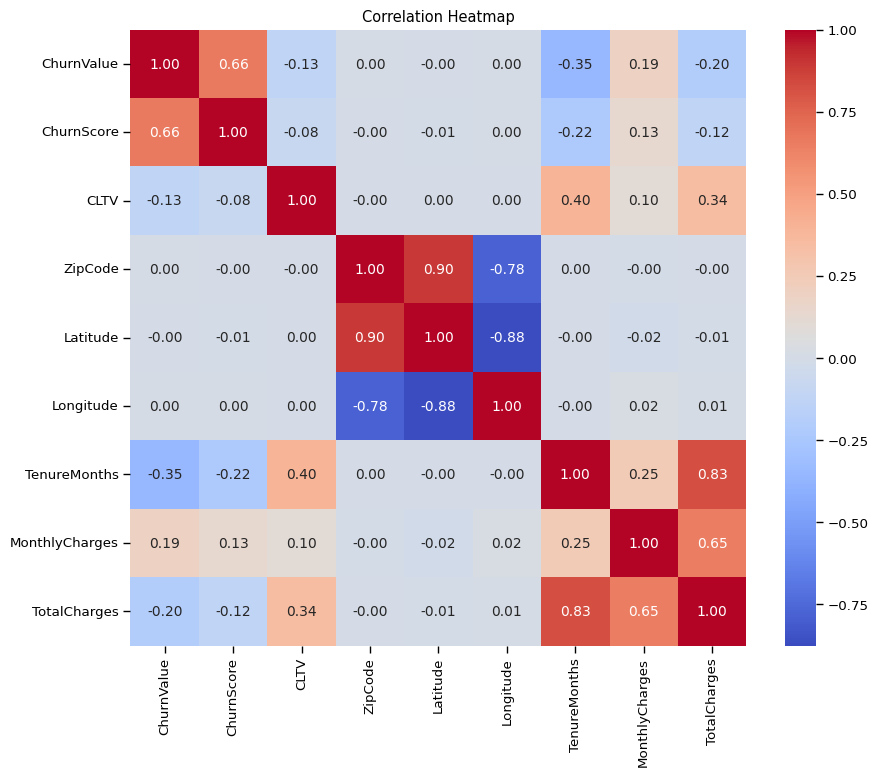 Correlation Heatmap
ChurnValue 1.00 0.66 -0.13 0.00 -0.00 0.00 -0.35 0.19 -0.20
ChurnScore 0.66 1.00 -0.08 -0.00 -0.01 0.00 -0.22 0.13 -0.12
CLTV -0.13 -0.08 1.00 -0.00 0.00 0.00 0.40 0.10 0.34
ZipCode 0.00 -0.00 -0.00 1.00 0.90 -0.78 0.00 -0.00 -0.00
Latitude -0.00 -0.01 0.00 0.90 1.00 -0.88 -0.00 -0.02 -0.01
Longitude 0.00 0.00 0.00 -0.78 -0.88 1.00 -0.00 0.02 0.01
TenureMonths -0.35 -0.22 0.40 0.00 -0.00 -0.00 1.00 0.25 0.83
MonthlyCharges 0.19 0.13 0.10 -0.00 -0.02 0.02 0.25 1.00 0.65
TotalCharges -0.20 -0.12 0.34 -0.00 -0.01 0.01 0.83 0.65 1.00
ChurnValue
ChurnScore
CLTV
ZipCode
Latitude
Longitude
TenureMonths
MonthlyCharges
TotalCharges
1.00
0.75
0.50
0.25
0.00
−0.25
−0.50
−0.75